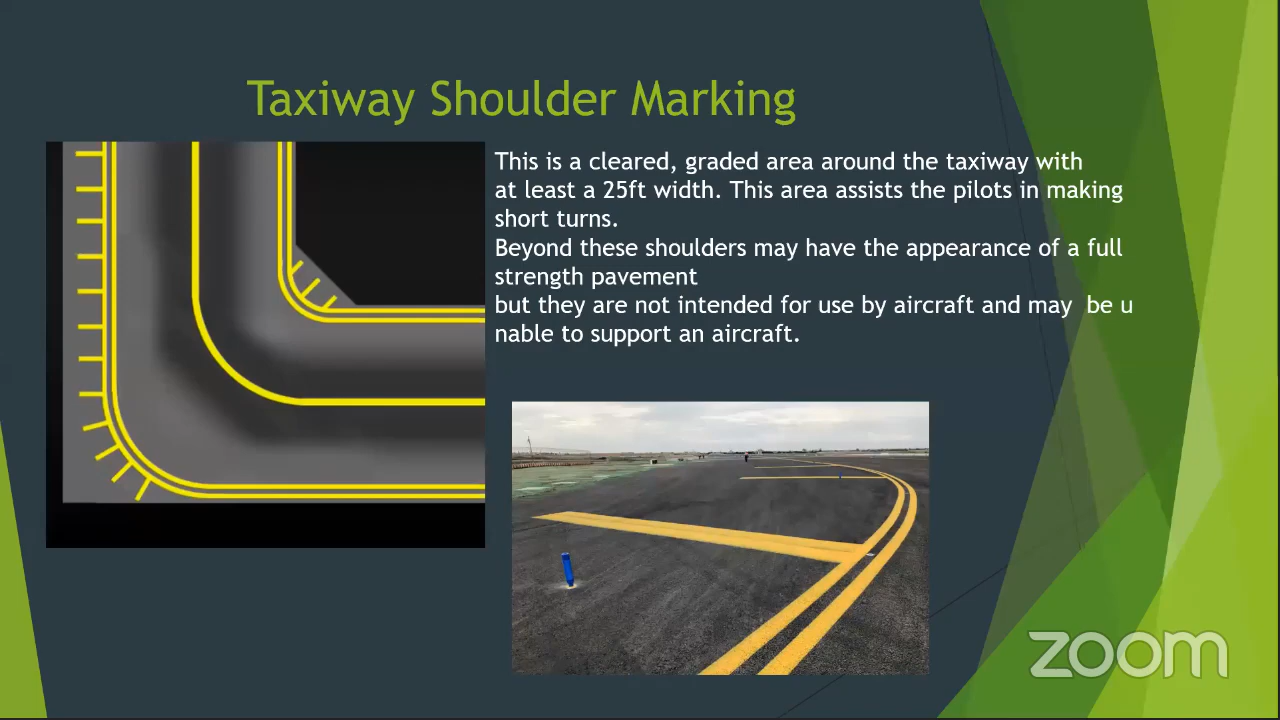 Taxiway Shoulder Marking
This is a cleared, graded area around the taxiway with
at least a 25ft width. This area assists the pilots in making
short turns.
Beyond these shoulders may have the appearance of a full
strength pavement
but they are not intended for use by aircraft and may  be u
nable to support an aircraft.
zoom